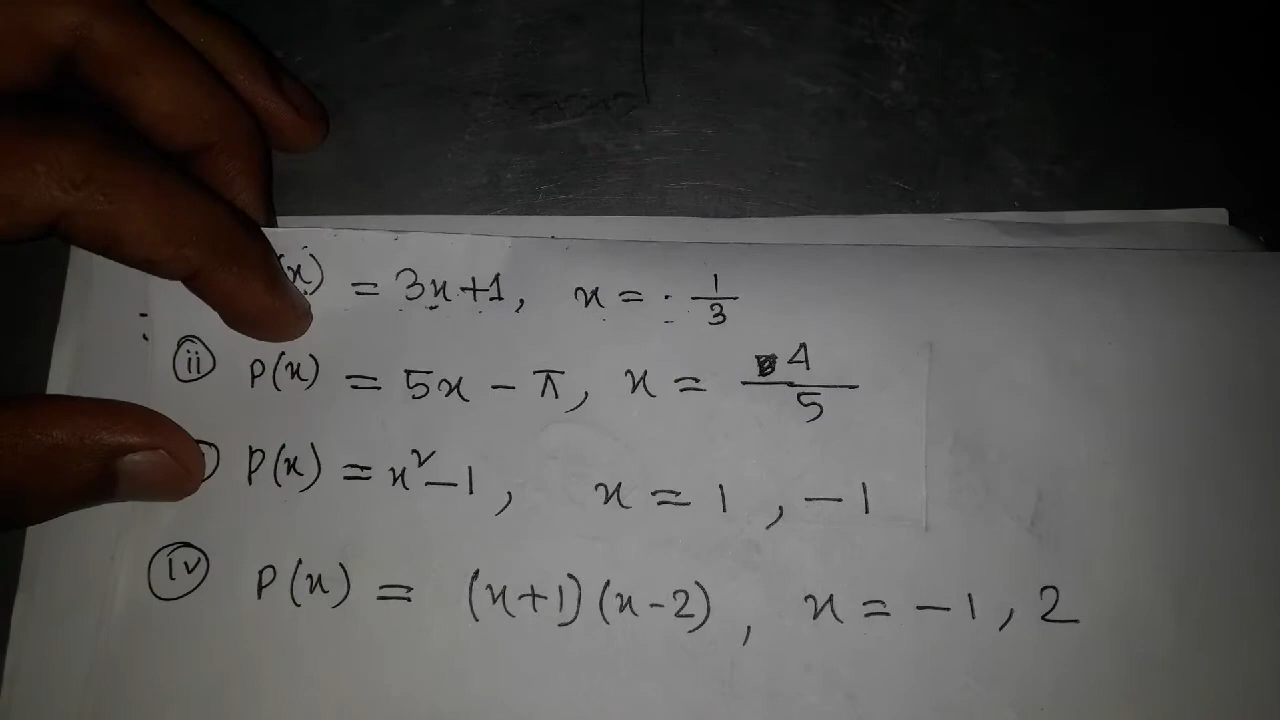 (x) = 3x+1, x = : 1/3
(ii) P(x) = 5x - π, x = 4/5
) P(x) = x² - 1, x = 1, -1
(iv) P(x) = (x+1)(x-2), x = -1, 2